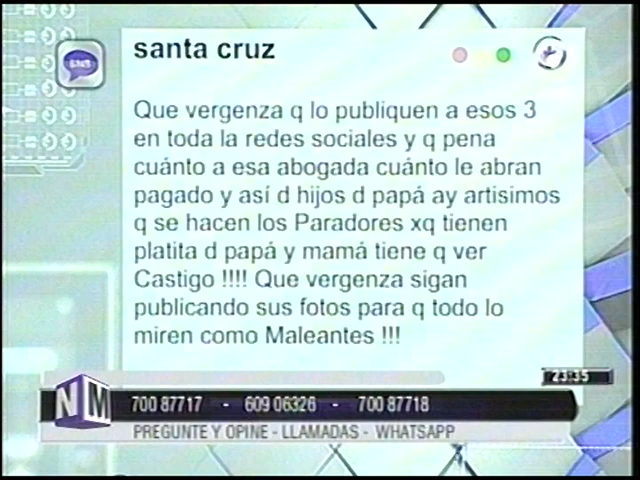 santa cruz
SMS
Que vergenza q lo publiquen a esos 3
en toda la redes sociales y q pena
cuánto a esa abogada cuánto le abran
pagado y así d hijos d papá ay artisimos
q se hacen los Paradores xq tienen
platita d papá y mamá tiene q ver
Castigo !!!! Que vergenza sigan
publicando sus fotos para q todo lo
miren como Maleantes !!!
23:35
NM
700 87717 - 609 06326 - 700 87718
PREGUNTE Y OPINE - LLAMADAS - WHATSAPP